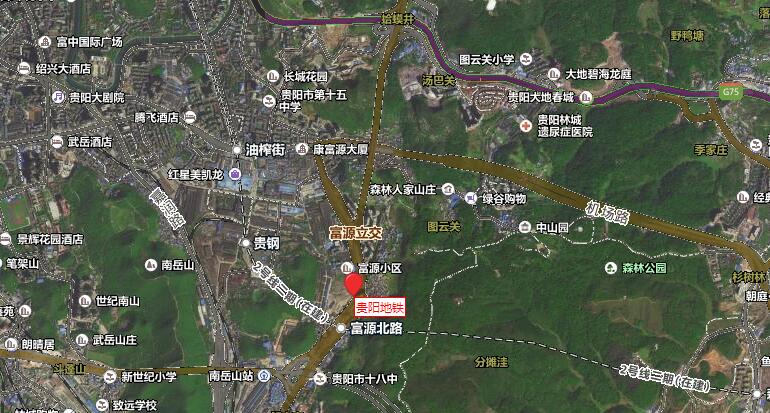 蛤蟆井
富中国际广场
图云关小学
野鸭塘
绍兴大酒店
长城花园
汤巴关
大地碧海龙庭
G75
贵阳大剧院
贵阳市第十五
中学
贵阳大地春城
腾飞酒店
贵阳林城
遗尿症医院
武岳酒店
油榨街
康富源大厦
季家庄
红星美凯龙
森林人家山庄
绿谷购物
机场路
富源立交
图云关
中山园
景辉花园酒店
贵钢
笔架山
南岳山
2号线二期(在建)
富源小区
森林公园
杉树林
朝庭
世纪南山
贵阳地铁
富源北路
朗晴居
武岳山庄
分摊洼
2号线二期(在建)
斗篷山
新世纪小学
南岳山站
贵阳市十八中
致远学校